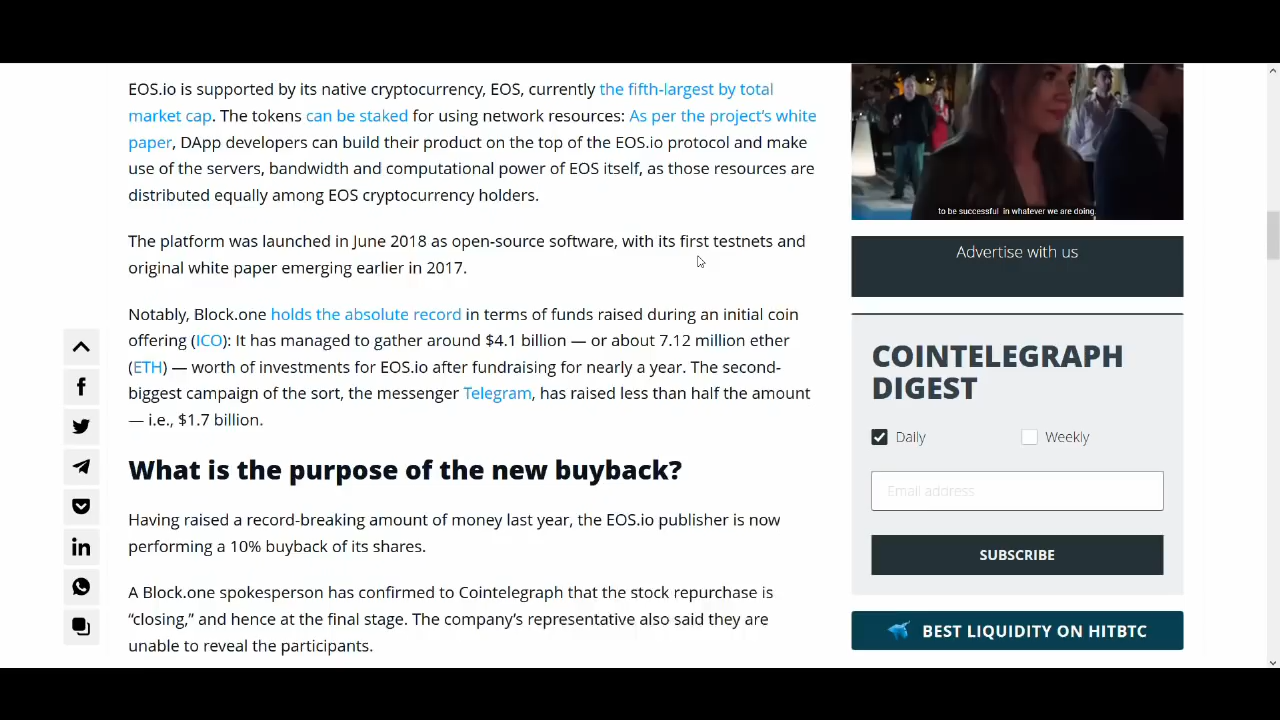 EOS.io is supported by its native cryptocurrency, EOS, currently the fifth-largest by total
market cap. The tokens can be staked for using network resources: As per the project's white
paper, DApp developers can build their product on the top of the EOS.io protocol and make
use of the servers, bandwidth and computational power of EOS itself, as those resources are
distributed equally among EOS cryptocurrency holders.
The platform was launched in June 2018 as open-source software, with its first testnets and
original white paper emerging earlier in 2017.
Notably, Block.one holds the absolute record in terms of funds raised during an initial coin
offering (ICO): It has managed to gather around $4.1 billion — or about 7.12 million ether
(ETH) — worth of investments for EOS.io after fundraising for nearly a year. The second-
biggest campaign of the sort, the messenger Telegram, has raised less than half the amount
— i.e., $1.7 billion.
What is the purpose of the new buyback?
Having raised a record-breaking amount of money last year, the EOS.io publisher is now
performing a 10% buyback of its shares.
A Block.one spokesperson has confirmed to Cointelegraph that the stock repurchase is
“closing,” and hence at the final stage. The company’s representative also said they are
unable to reveal the participants.
to be successful in whatever we are doing.
Advertise with us
COINTELEGRAPH
DIGEST
Daily Weekly
Email address
SUBSCRIBE
BEST LIQUIDITY ON HITBTC